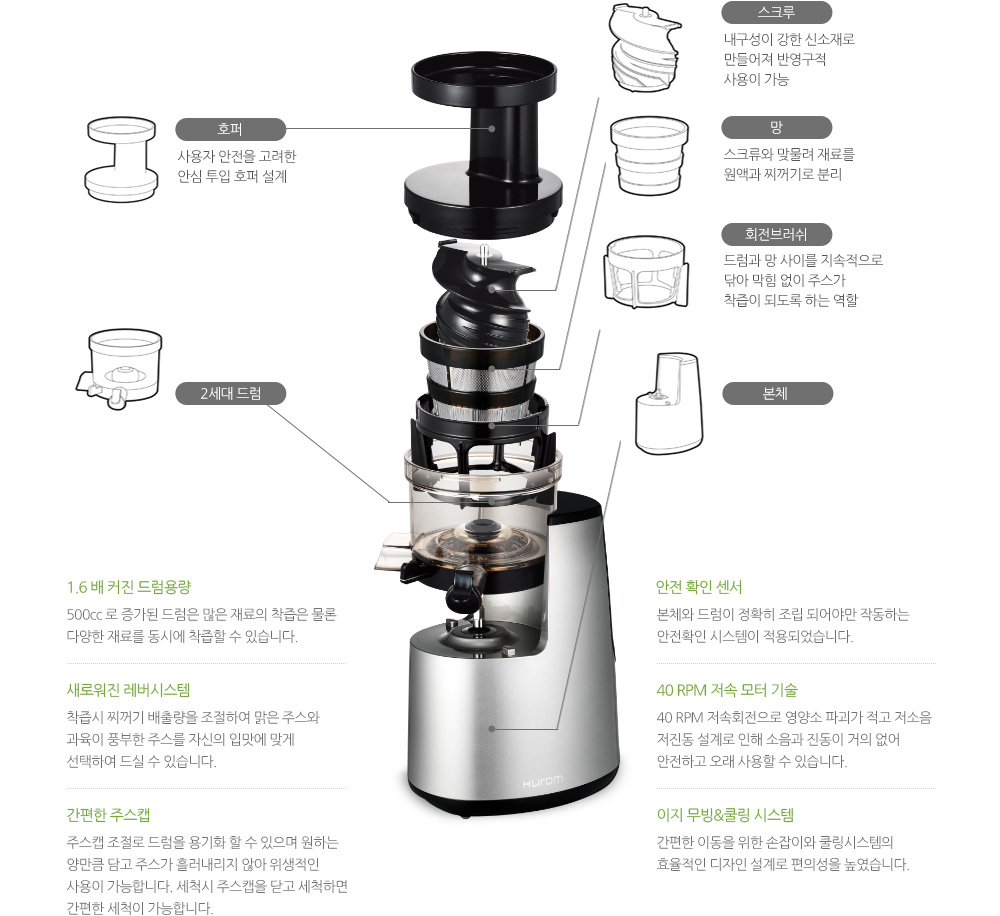 스크루
내구성이 강한 신소재로
만들어져 반영구적
사용이 가능
호퍼
사용자 안전을 고려한
안심 투입 호퍼 설계
망
스크류와 맞물려 재료를
원액과 찌꺼기로 분리
회전브러쉬
드럼과 망 사이를 지속적으로
닦아 막힘 없이 주스가
착즙이 되도록 하는 역할
2세대 드럼
본체
1.6 배 커진 드럼용량
500cc 로 증가된 드럼은 많은 재료의 착즙은 물론
다양한 재료를 동시에 착즙할 수 있습니다.
새로워진 레버시스템
착즙시 찌꺼기 배출량을 조절하여 맑은 주스와
과육이 풍부한 주스를 자신의 입맛에 맞게
선택하여 드실 수 있습니다.
간편한 주스캡
주스캡 조절로 드럼을 용기화 할 수 있으며 원하는
양만큼 담고 주스가 흘러내리지 않아 위생적인
사용이 가능합니다. 세척시 주스캡을 닫고 세척하면
간편한 세척이 가능합니다.
안전 확인 센서
본체와 드럼이 정확히 조립 되어야만 작동하는
안전확인 시스템이 적용되었습니다.
40 RPM 저속 모터 기술
40 RPM 저속회전으로 영양소 파괴가 적고 저소음
저진동 설계로 인해 소음과 진동이 거의 없어
안전하고 오래 사용할 수 있습니다.
이지 무빙&쿨링 시스템
간편한 이동을 위한 손잡이와 쿨링시스템의
효율적인 디자인 설계로 편의성을 높였습니다.
Hurom